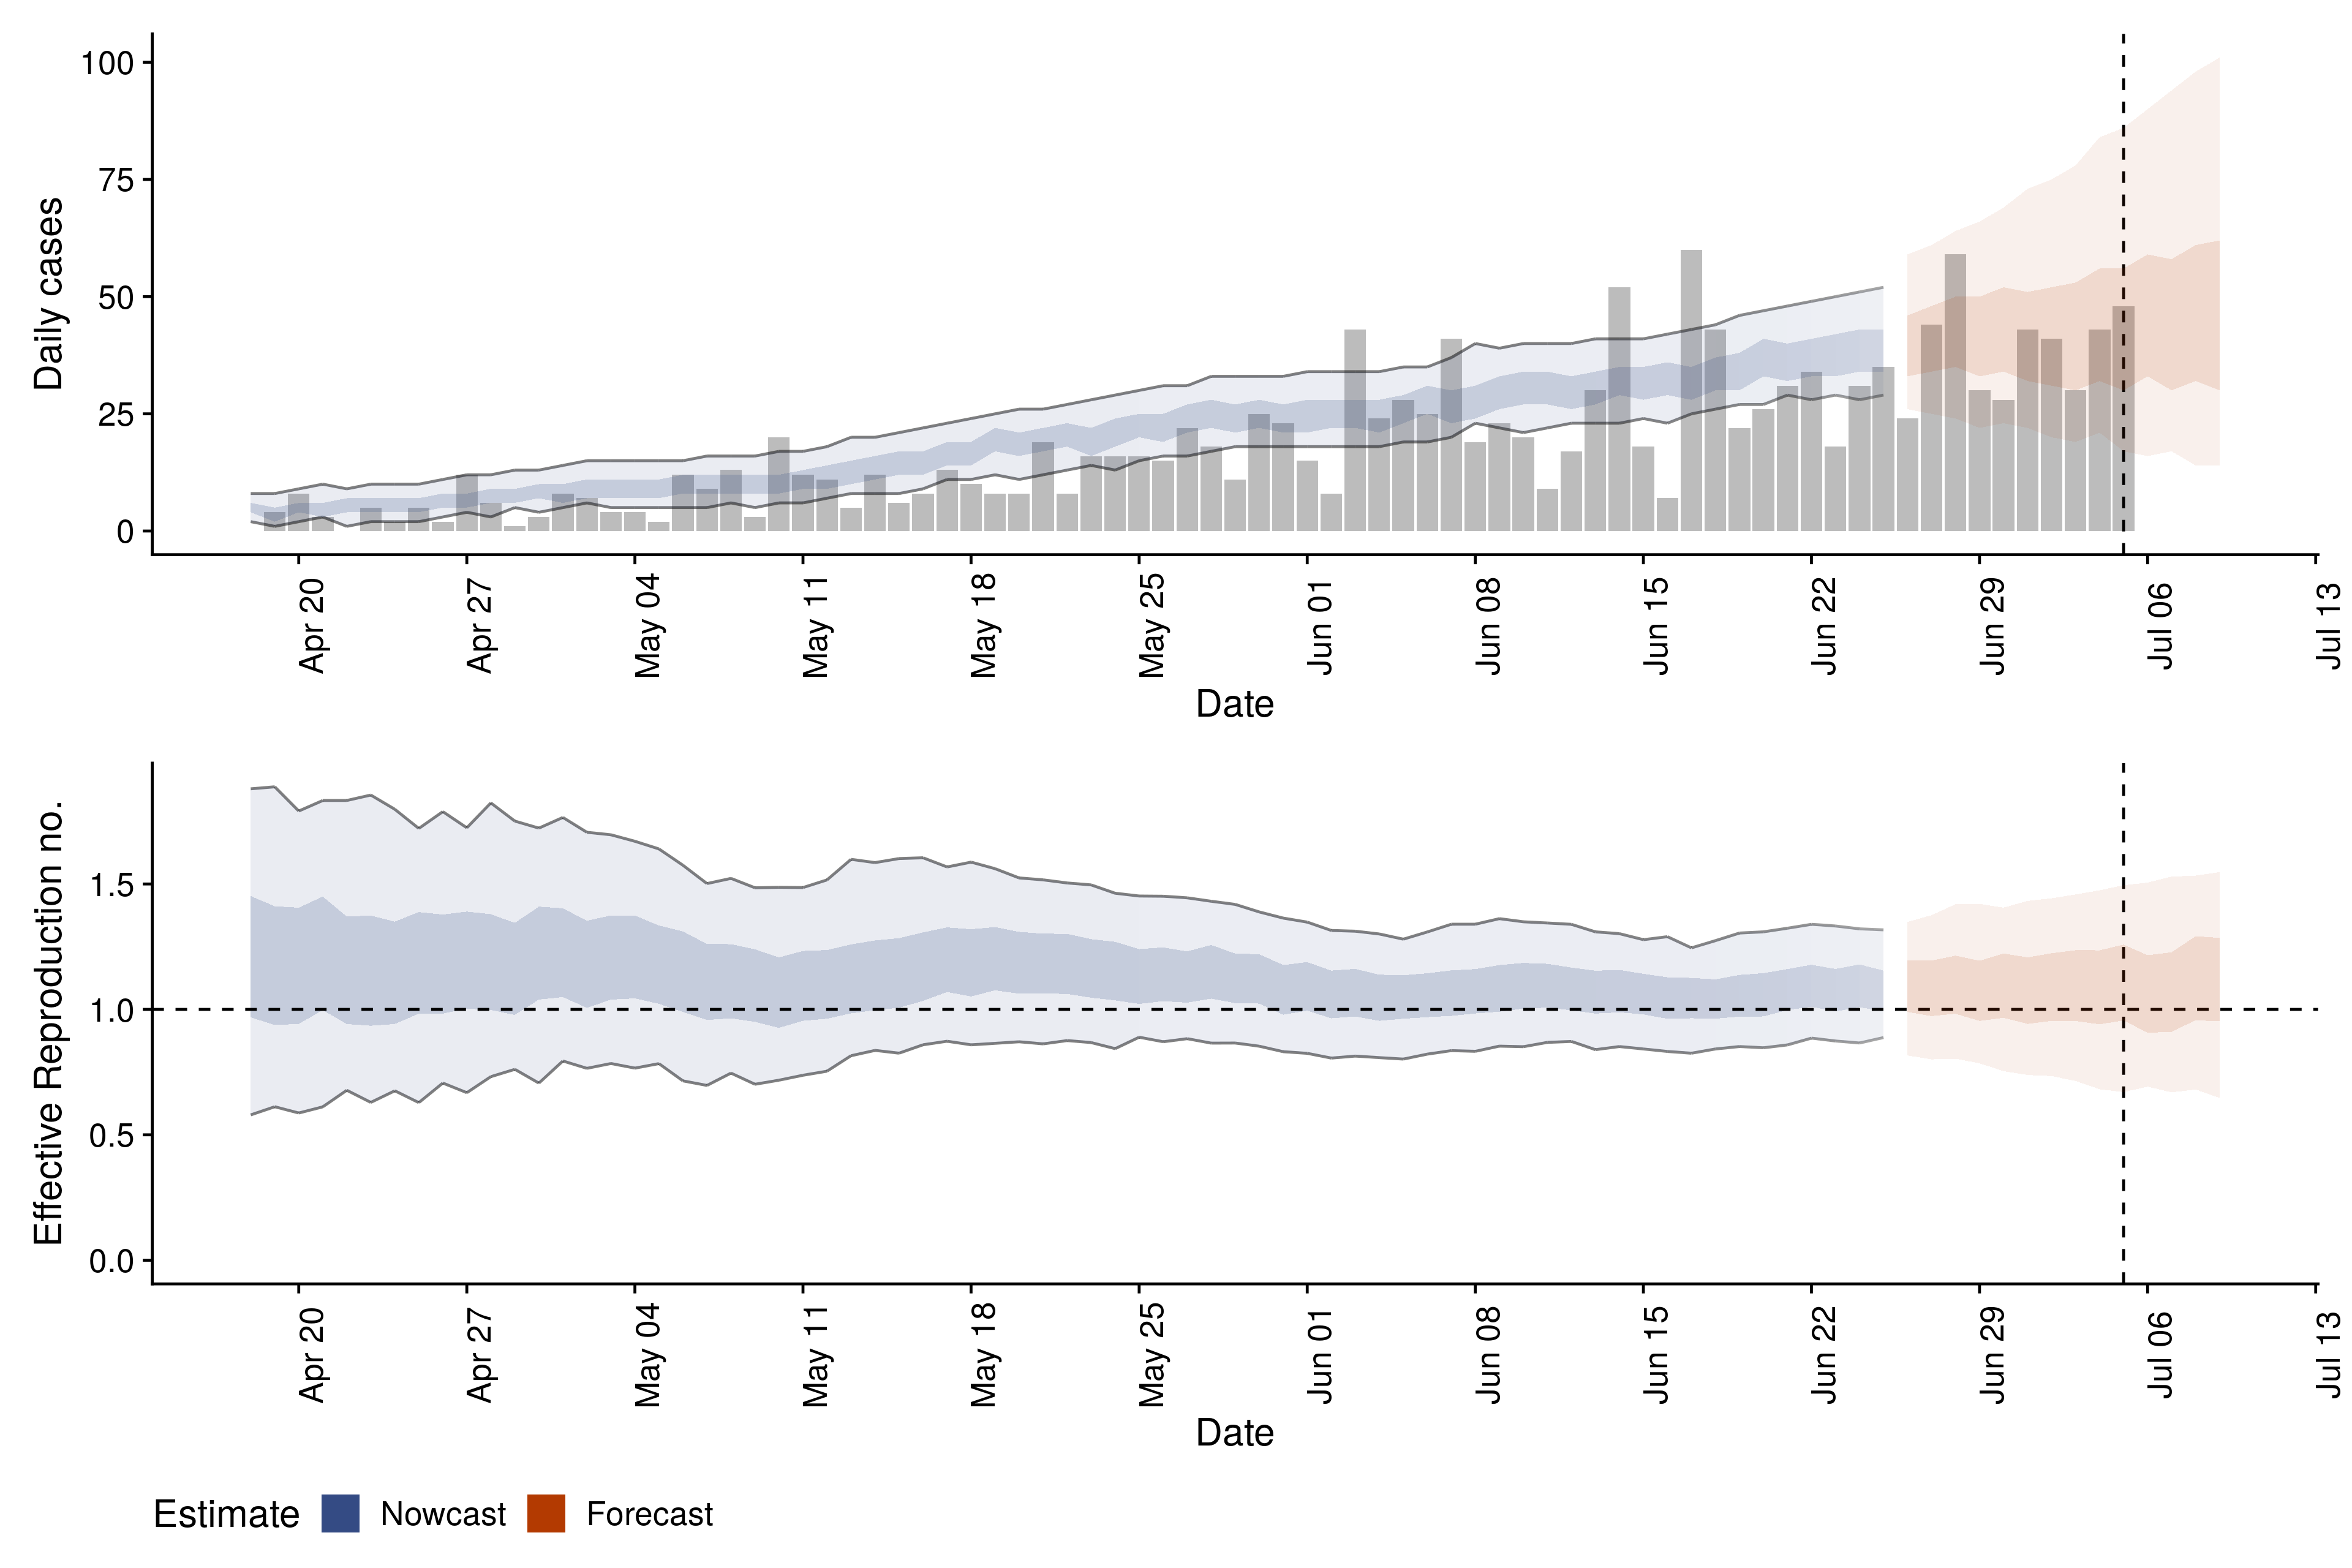 Daily cases
100
75
50
25
0
Apr 20
Apr 27
May 04
May 11
May 18
May 25
Jun 01
Jun 08
Jun 15
Jun 22
Jun 29
Jul 06
Jul 13
Date
Effective Reproduction no.
1.5
1.0
0.5
0.0
Apr 20
Apr 27
May 04
May 11
May 18
May 25
Jun 01
Jun 08
Jun 15
Jun 22
Jun 29
Jul 06
Jul 13
Date
Estimate Nowcast Forecast